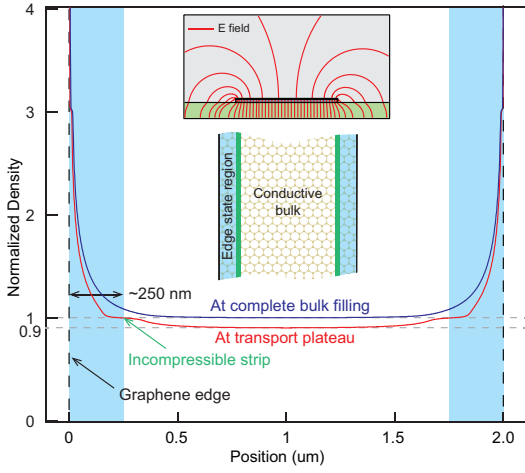 E field
Edge state region
Conductive
bulk
Normalized Density
4
3
2
1
0.9
0
~250 nm
At complete bulk filling
At transport plateau
Incompressible strip
Graphene edge
0
0.5
1
1.5
2.0
Position (um)